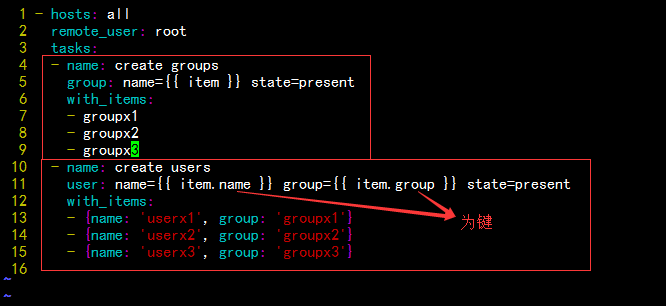 1 - hosts: all
2   remote_user: root
3   tasks:
4   - name: create groups
5     group: name={{ item }} state=present
6     with_items:
7     - groupx1
8     - groupx2
9     - groupx3
10   - name: create users
11     user: name={{ item.name }} group={{ item.group }} state=present
12     with_items:
13     - {name: 'userx1', group: 'groupx1'}
为键
14     - {name: 'userx2', group: 'groupx2'}
15     - {name: 'userx3', group: 'groupx3'}
16
~
~